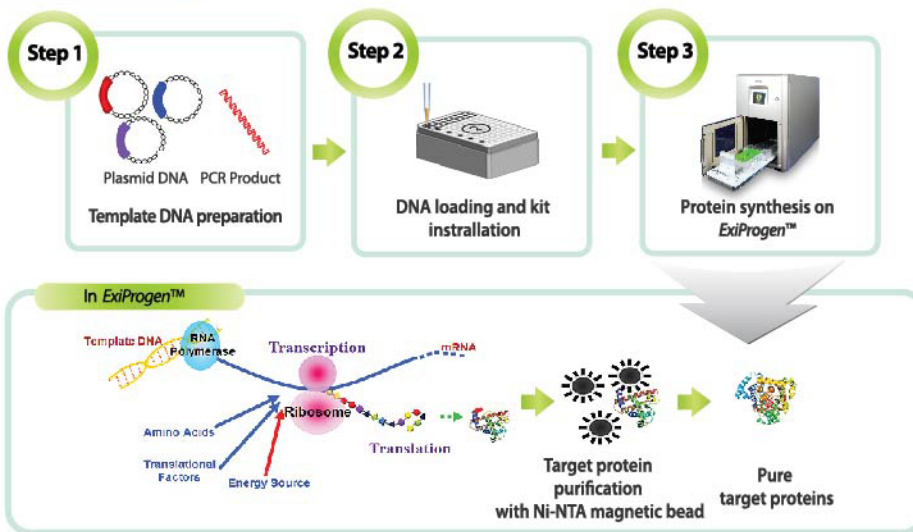 Step 1
Plasmid DNA
PCR Product
Template DNA preparation
Step 2
DNA loading and kit
instrallation
Step 3
Protein synthesis on
ExiProgen™
In ExiProgen™
Template DNA
RNA
Polymerase
Transcription
mRNA
Ribosome
Amino Acids
Translational
Factors
Energy Source
Translation
Target protein
purification
with Ni-NTA magnetic bead
Pure
target proteins